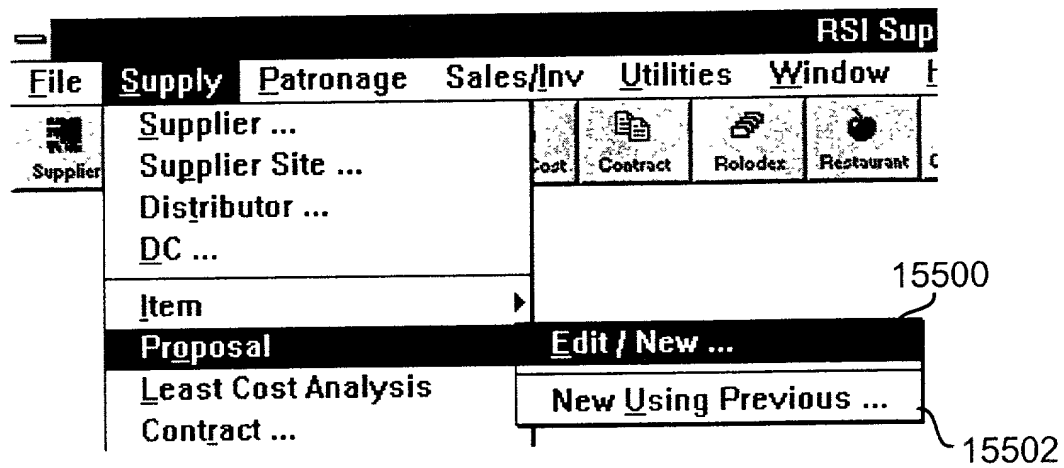 RSI Sup
File Supply Patronage Sales/Inv Utilities Window
Supplier Cost Contract Rolodex Restaurant
Supplier ...
Supplier Site ...
Distributor ...
DC ...
Item
Proposal
Least Cost Analysis
Contract ...
15500
Edit / New ...
New Using Previous ...
15502